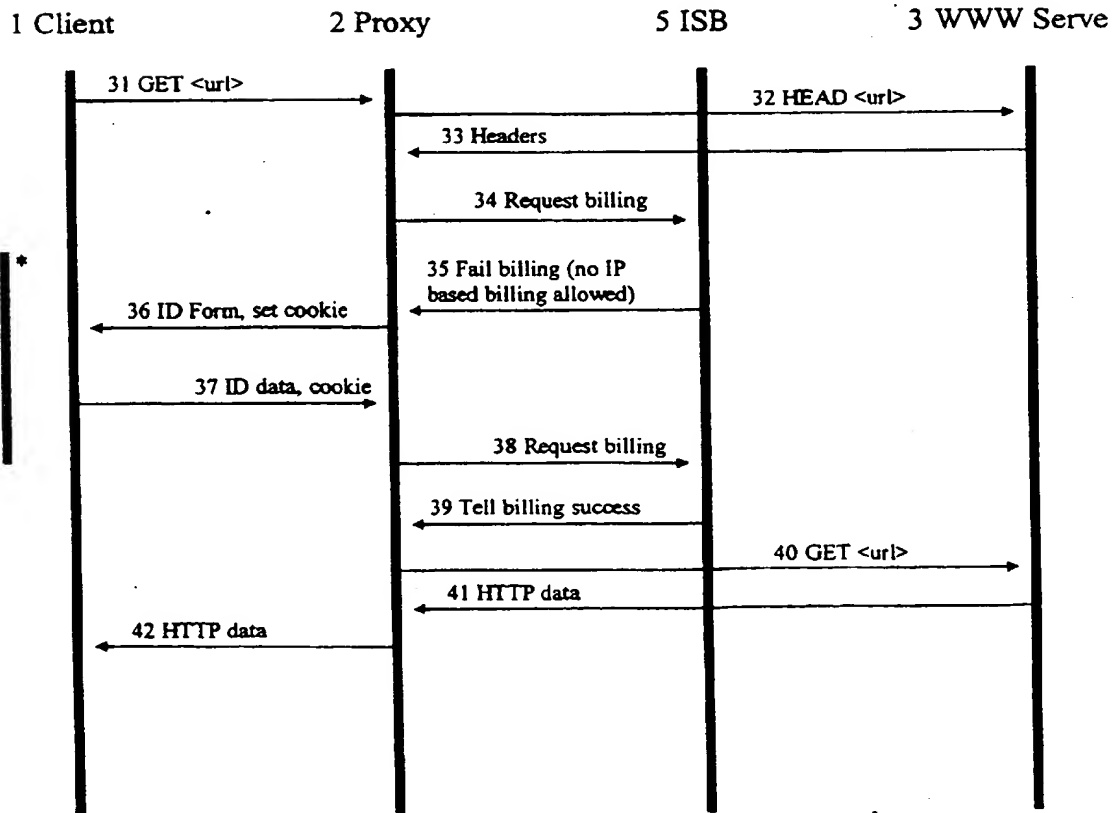 1 Client 2 Proxy 5 ISB 3 WWW Serve
31 GET <url>
32 HEAD <url>
33 Headers
34 Request billing
*
35 Fail billing (no IP
based billing allowed)
36 ID Form, set cookie
37 ID data, cookie
38 Request billing
39 Tell billing success
40 GET <url>
41 HTTP data
42 HTTP data